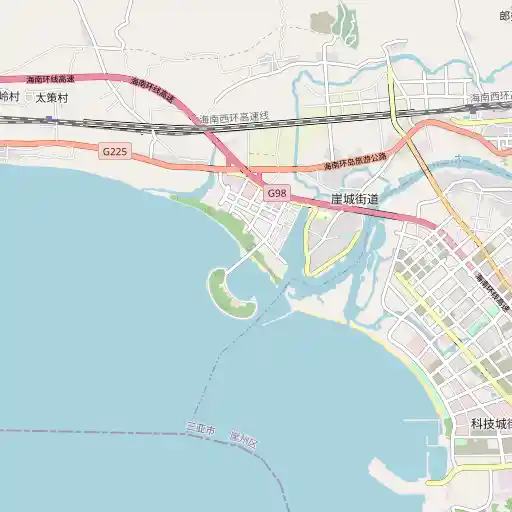 郎
海南环线高速
海南环线高速
岭村
太策村
海南西环高速线
海南西环
G225
海南环岛旅游公路
G98
崖城街道
海南环线高速
科技城街
三亚市
崖州区